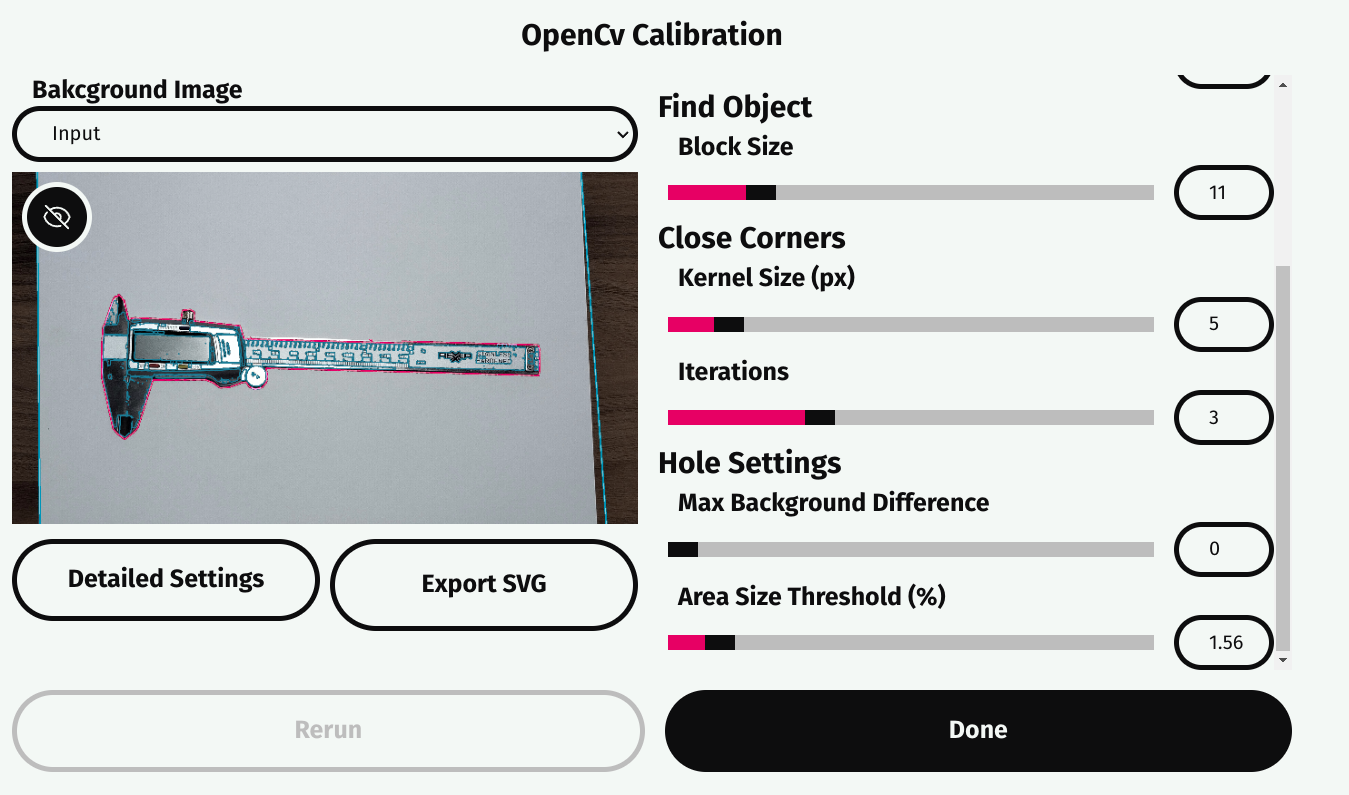 OpenCv Calibration
Bakcground Image
Input
Detailed Settings
Export SVG
Find Object
Block Size
11
Close Corners
Kernel Size (px)
5
Iterations
3
Hole Settings
Max Background Difference
0
Area Size Threshold (%)
1.56
Rerun
Done